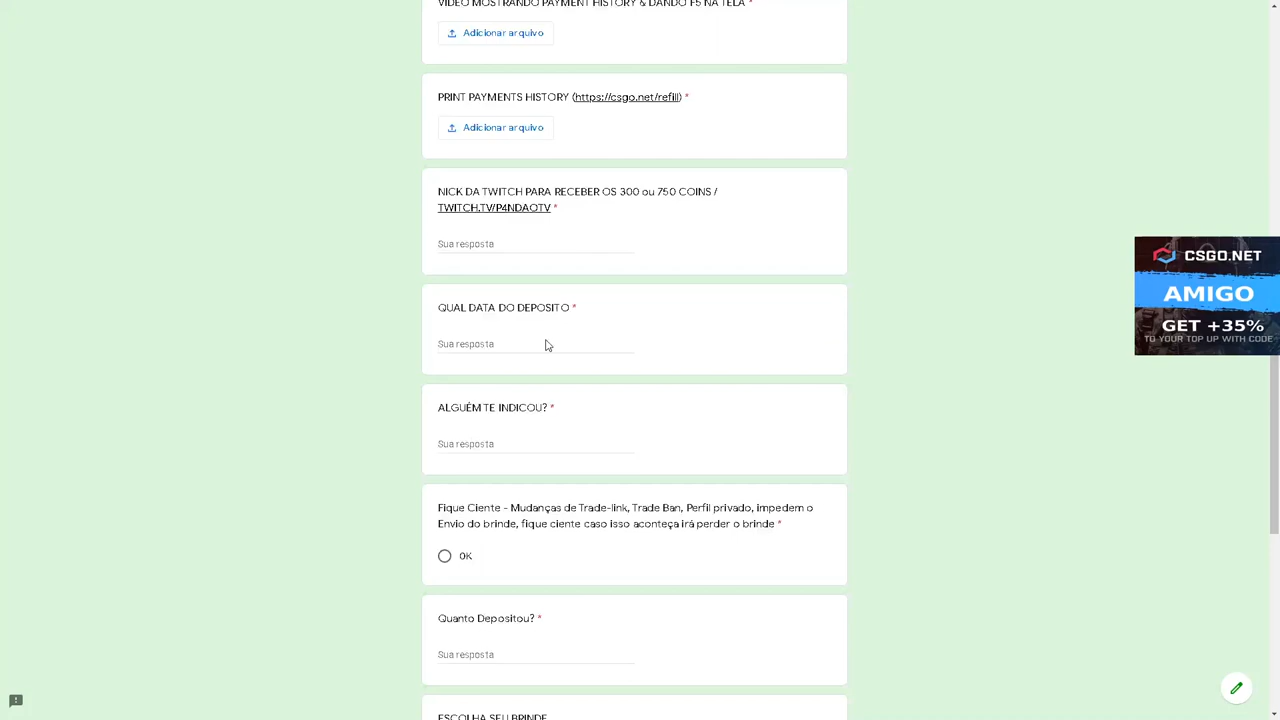 VIDEO MOSTRANDO PAYMENT HISTORY & DANDO F5 NA TELA *
Adicionar arquivo
PRINT PAYMENTS HISTORY (https://csgo.net/refill) *
Adicionar arquivo
NICK DA TWITCH PARA RECEBER OS 300 ou 750 COINS /
TWITCH.TV/P4NDAOTV *
Sua resposta
QUAL DATA DO DEPOSITO *
Sua resposta
ALGUÉM TE INDICOU? *
Sua resposta
Fique Ciente - Mudanças de Trade-link, Trade Ban, Perfil privado, impedem o
Envio do brinde, fique ciente caso isso aconteça irá perder o brinde *
OK
Quanto Depositou? *
Sua resposta
ESCOLHA SEU BRINDE
CSGO.NET
AMIGO
GET +35%
TO YOUR TOP UP WITH CODE